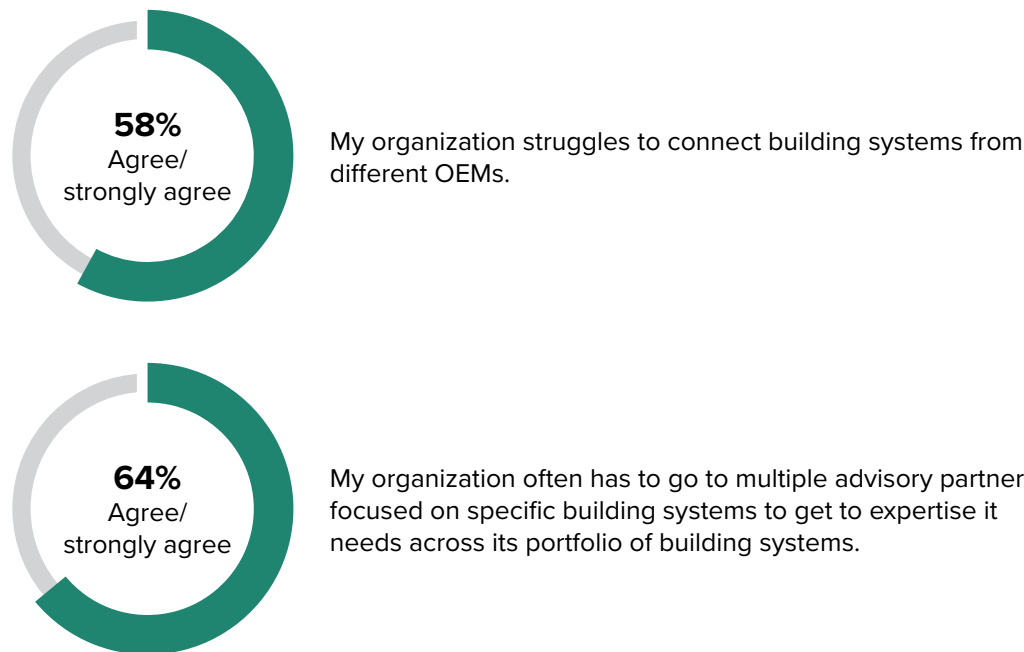 58%
Agree/
strongly agree
My organization struggles to connect building systems from
different OEMs.
64%
Agree/
strongly agree
My organization often has to go to multiple advisory partner
focused on specific building systems to get to expertise it
needs across its portfolio of building systems.